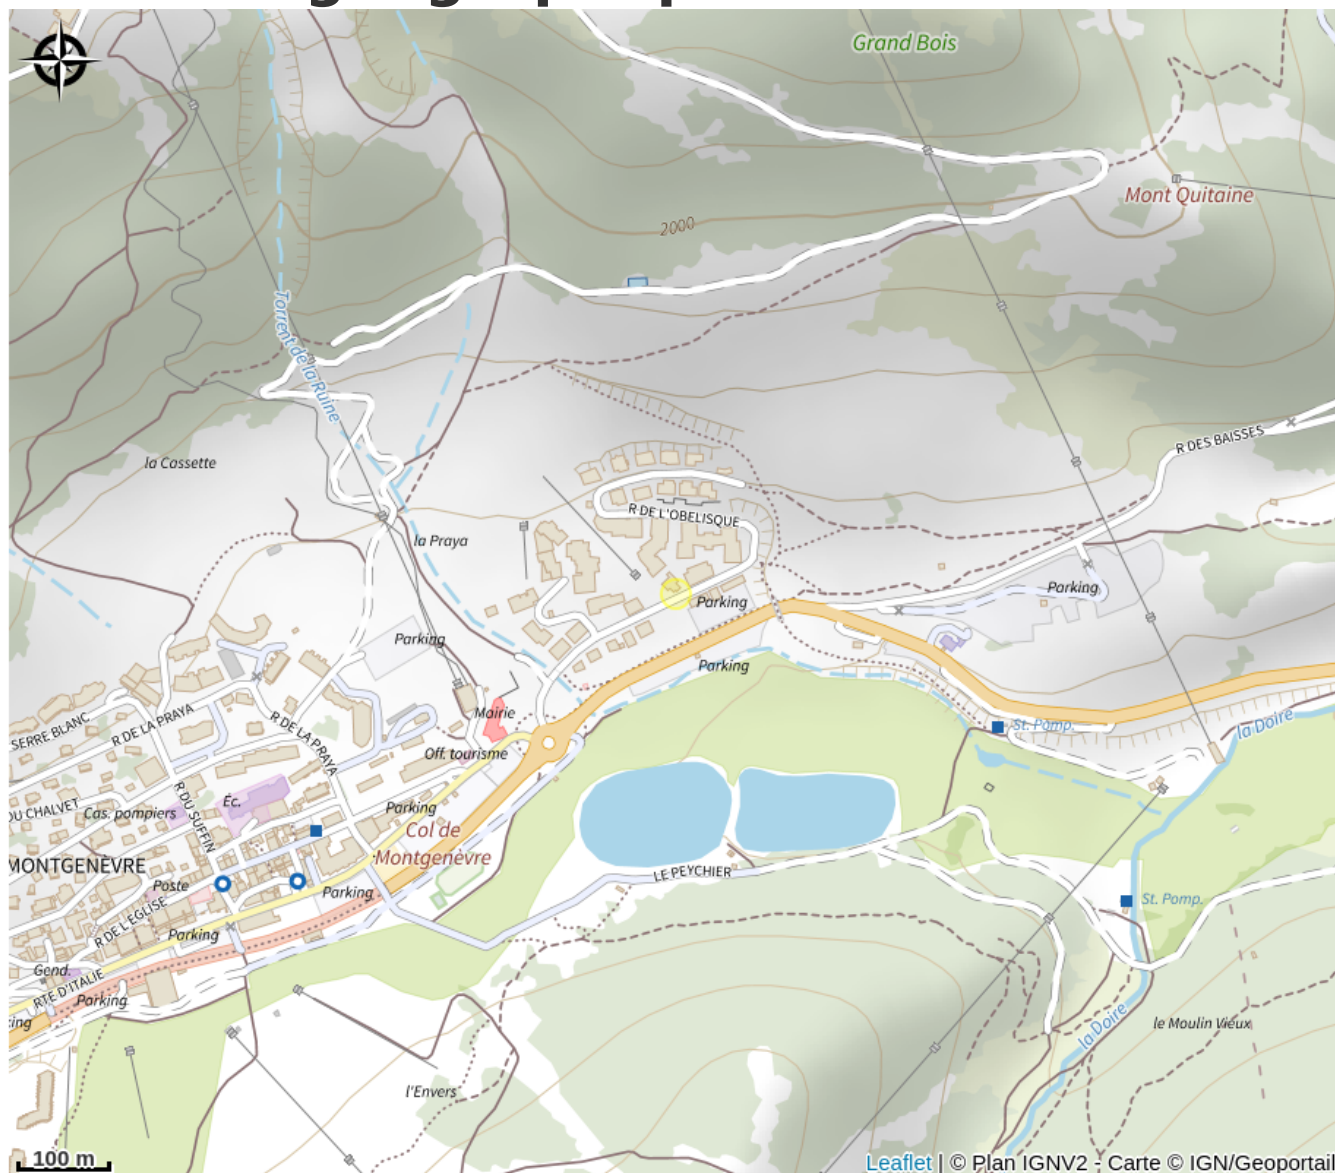 Grand Bois
Mont Quitaine
2000
Torrent de la Ruine
R DES BAISSES
la Cassette
R DE L'OBELISQUE
la Praya
Parking
Parking
Parking
Parking
SERRE BLANC
R DE LA PRAYA
R DE LA PRAYA
Mairie
Off. tourisme
St. Pomp.
la Doire
DU CHALVET
R DU SUFFIN
Éc.
Cas. pompiers
Parking
Col de
Montgenèvre
MONTGENÈVRE
LE PEYCHIER
Poste
Parking
St. Pomp.
R DE L'EGLISE
Parking
Gend.
RTE D'ITALIE
Parking
king
la Doire
le Moulin Vieux
l'Envers
100 m
Leaflet | © Plan IGNV2 - Carte © IGN/Geoportail